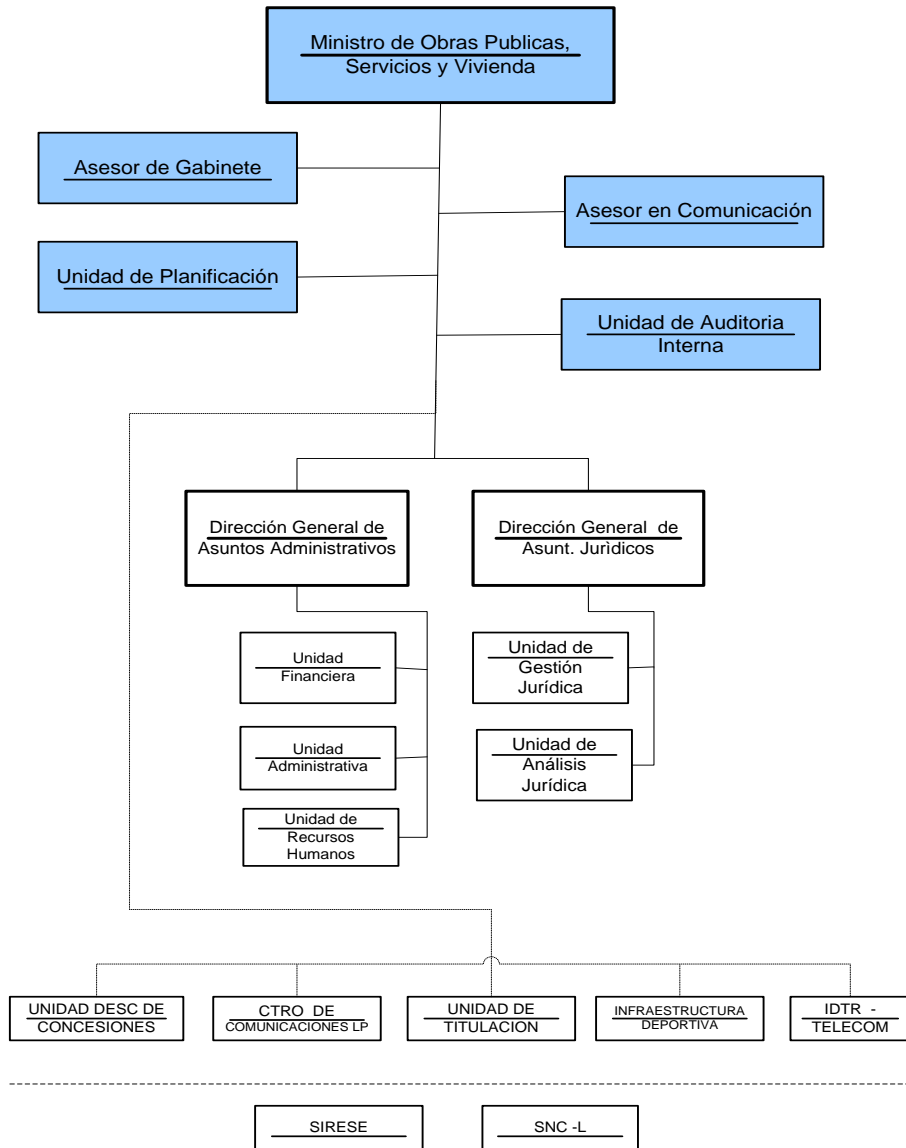 Ministro de Obras Publicas,
Servicios y Vivienda
Asesor de Gabinete
Asesor en Comunicación
Unidad de Planificación
Unidad de Auditoria
Interna
Dirección General de
Asuntos Administrativos
Dirección General de
Asunt. Jurìdicos
Unidad
Financiera
Unidad de
Gestión
Jurídica
Unidad
Administrativa
Unidad de
Análisis
Jurídica
Unidad de
Recursos
Humanos
UNIDAD DESC DE
CONCESIONES
CTRO DE
COMUNICACIONES LP
UNIDAD DE
TITULACION
INFRAESTRUCTURA
DEPORTIVA
IDTR -
TELECOM
SIRESE
SNC -L